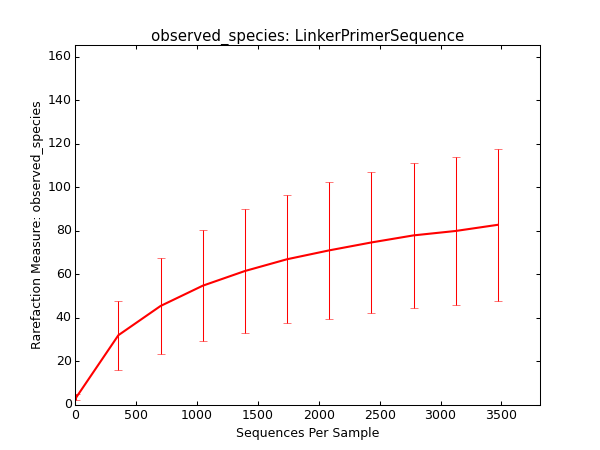 observed_species: LinkerPrimerSequence
160
140
120
100
80
60
40
20
0
Rarefaction Measure: observed_species
0 500 1000 1500 2000 2500 3000 3500
Sequences Per Sample